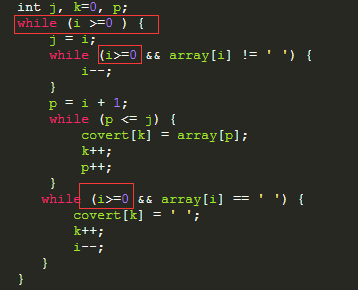 int j, k=0, p;
while (i >=0 ) {
j = i;
while (i>=0 && array[i] != ' ') {
i--;
}
p = i + 1;
while (p <= j) {
covert[k] = array[p];
k++;
p++;
}
while (i>=0 && array[i] == ' ') {
covert[k] = ' ';
k++;
i--;
}
}